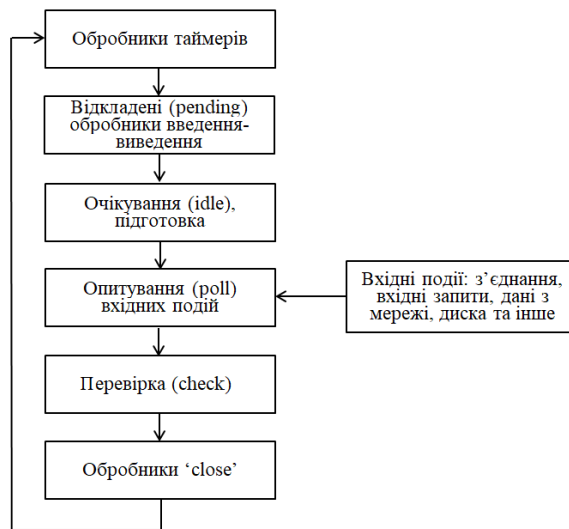 Обробники таймерів
Відкладені (pending)
обробники введення-
виведення
Очікування (idle),
підготовка
Опитування (poll)
вхідних подій
Вхідні події: з’єднання,
вхідні запити, дані з
мережі, диска та інше
Перевірка (check)
Обробники ‘close’